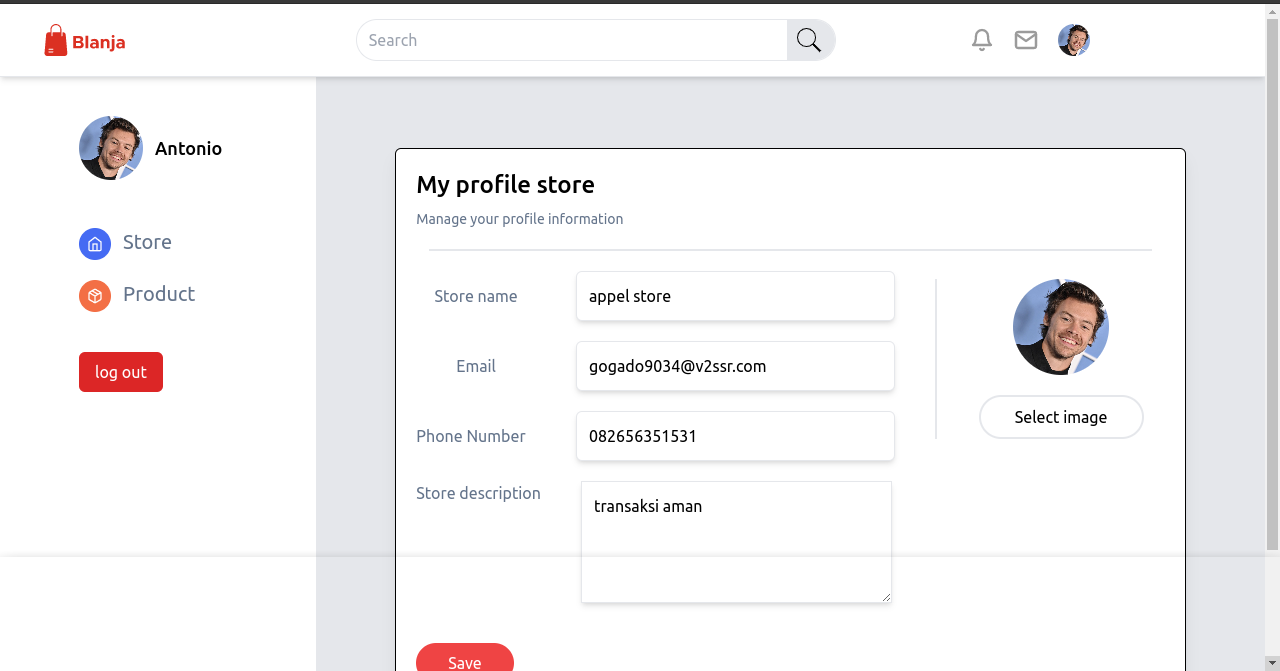 Blanja
Search
Antonio
Store
Product
log out
My profile store
Manage your profile information
Store name
appel store
Email
gogado9034@v2ssr.com
Phone Number
082656351531
Store description
transaksi aman
Select image
Save